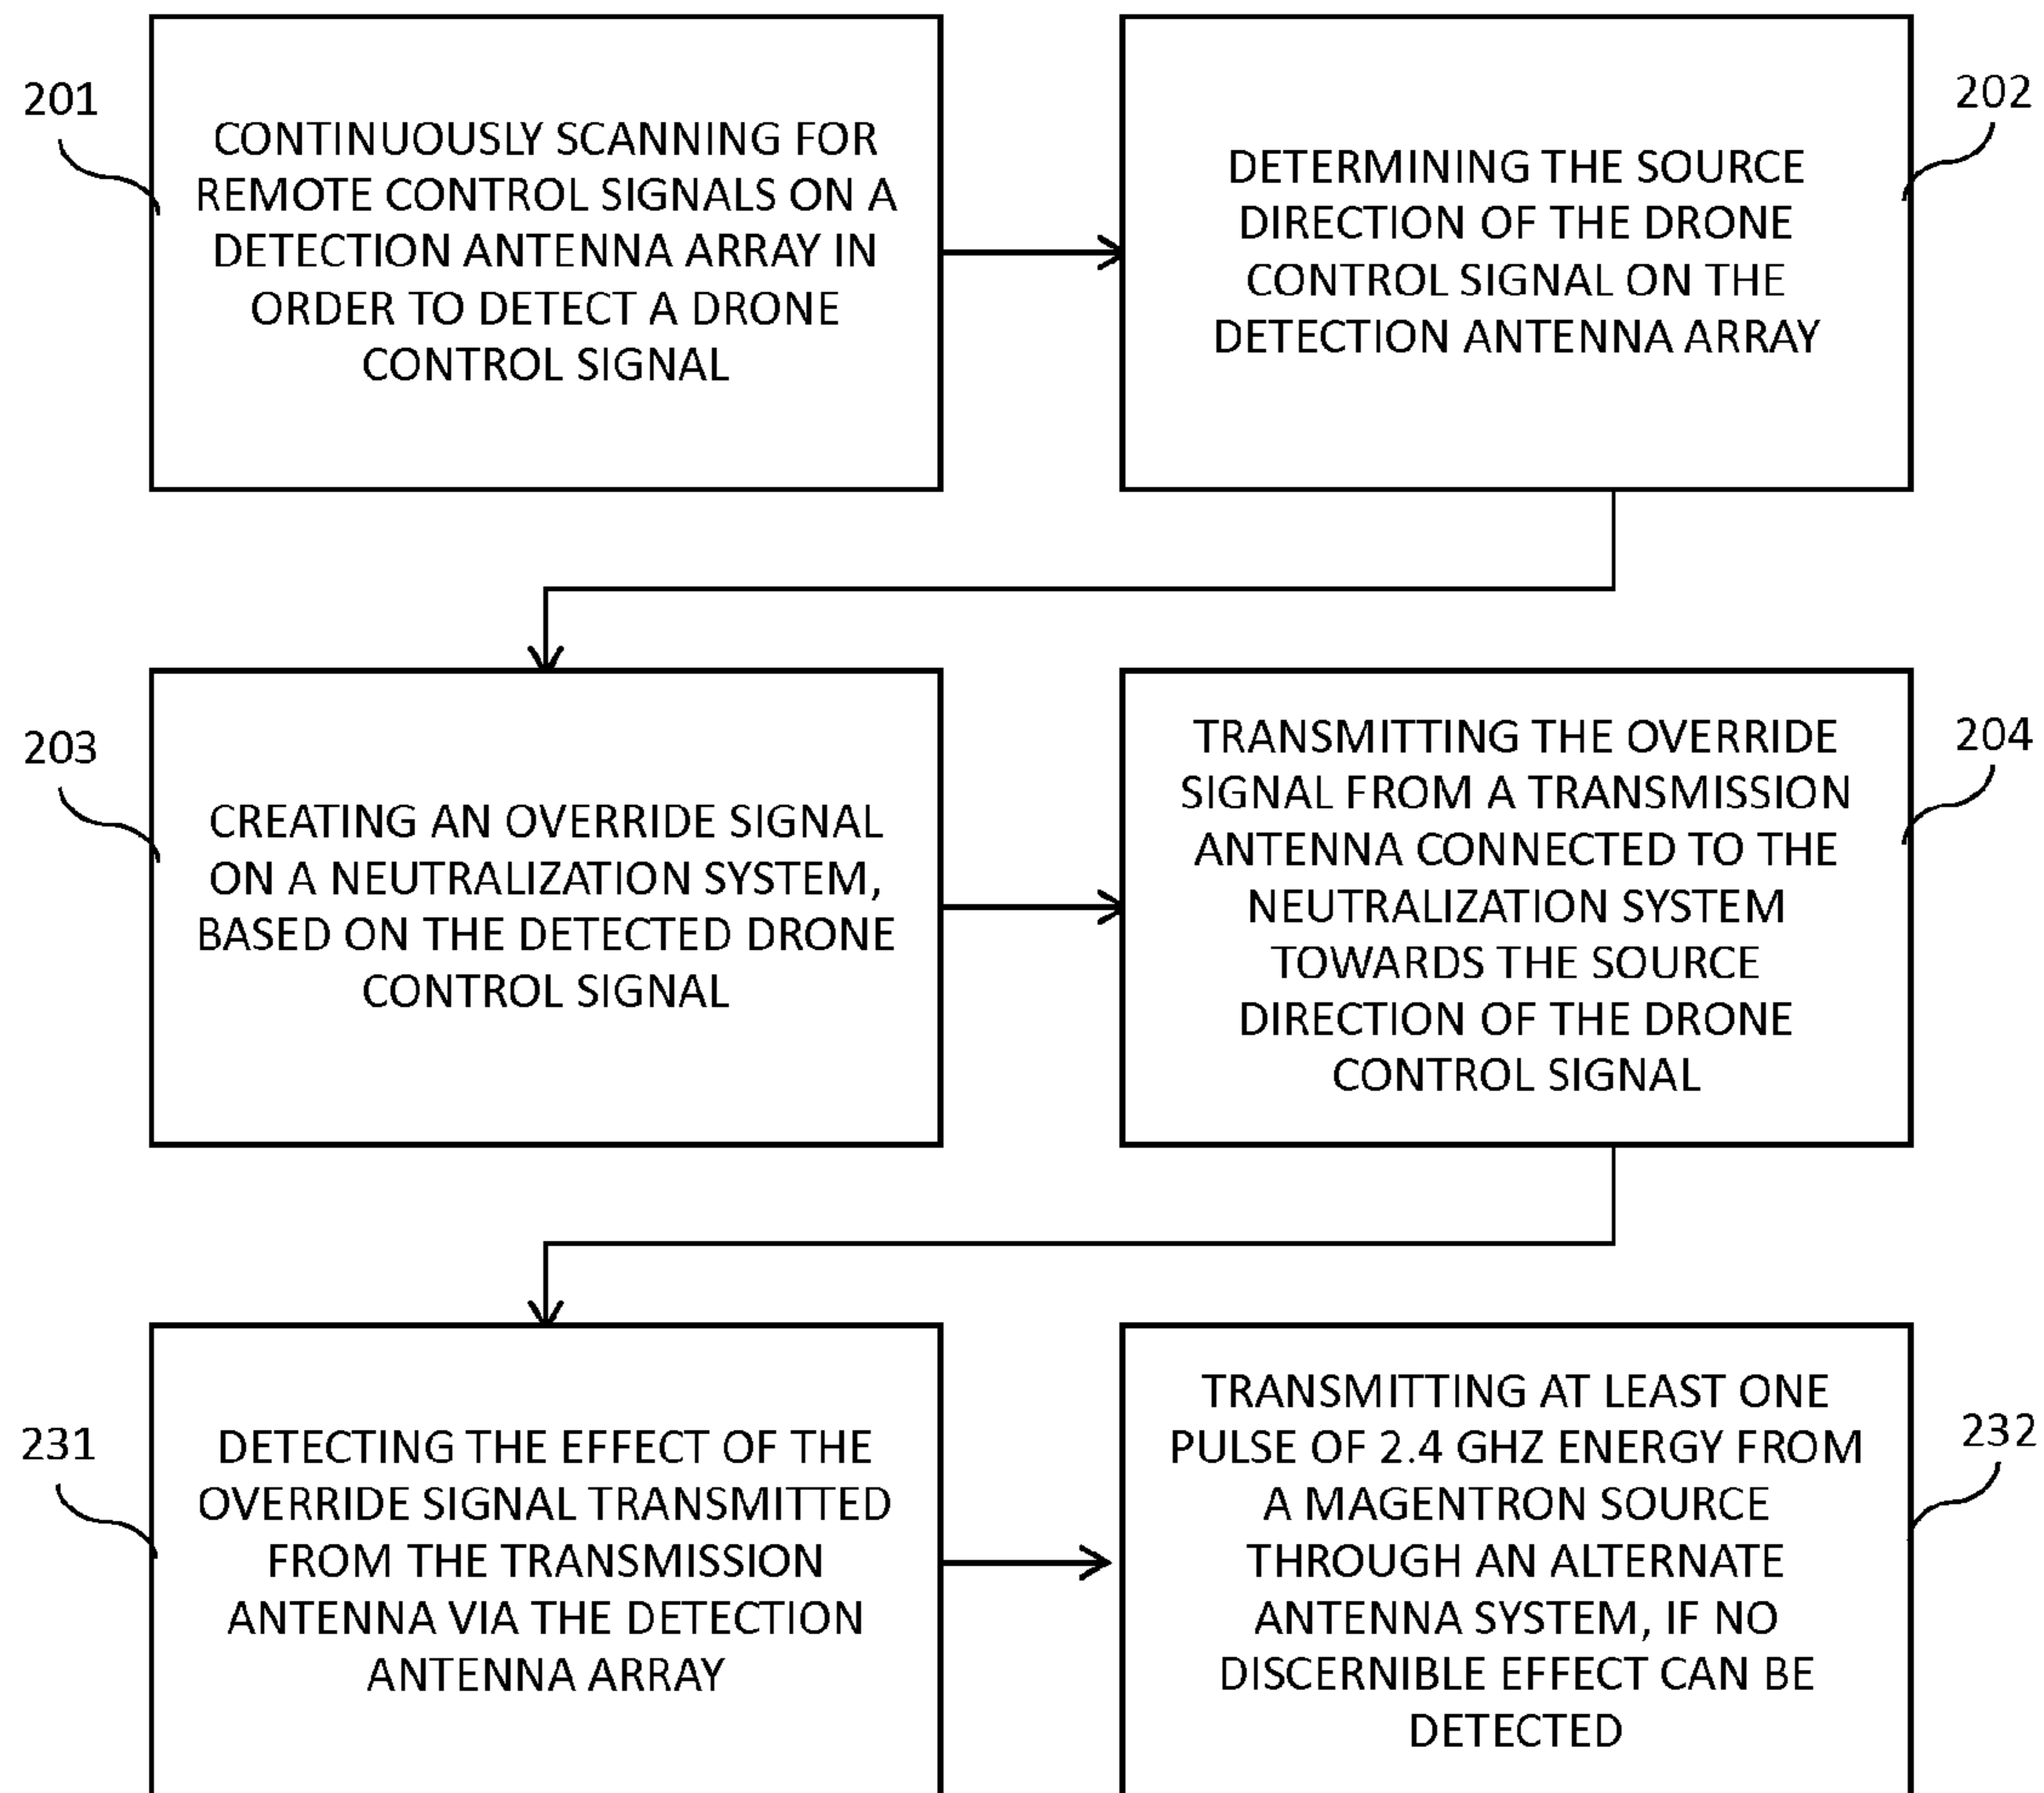 201
CONTINUOUSLY SCANNING FOR
REMOTE CONTROL SIGNALS ON A
DETECTION ANTENNA ARRAY IN
ORDER TO DETECT A DRONE
CONTROL SIGNAL
202
DETERMINING THE SOURCE
DIRECTION OF THE DRONE
CONTROL SIGNAL ON THE
DETECTION ANTENNA ARRAY
203
CREATING AN OVERRIDE SIGNAL
ON A NEUTRALIZATION SYSTEM,
BASED ON THE DETECTED DRONE
CONTROL SIGNAL
204
TRANSMITTING THE OVERRIDE
SIGNAL FROM A TRANSMISSION
ANTENNA CONNECTED TO THE
NEUTRALIZATION SYSTEM
TOWARDS THE SOURCE
DIRECTION OF THE DRONE
CONTROL SIGNAL
231
DETECTING THE EFFECT OF THE
OVERRIDE SIGNAL TRANSMITTED
FROM THE TRANSMISSION
ANTENNA VIA THE DETECTION
ANTENNA ARRAY
232
TRANSMITTING AT LEAST ONE
PULSE OF 2.4 GHZ ENERGY FROM
A MAGENTRON SOURCE
THROUGH AN ALTERNATE
ANTENNA SYSTEM, IF NO
DISCERNIBLE EFFECT CAN BE
DETECTED